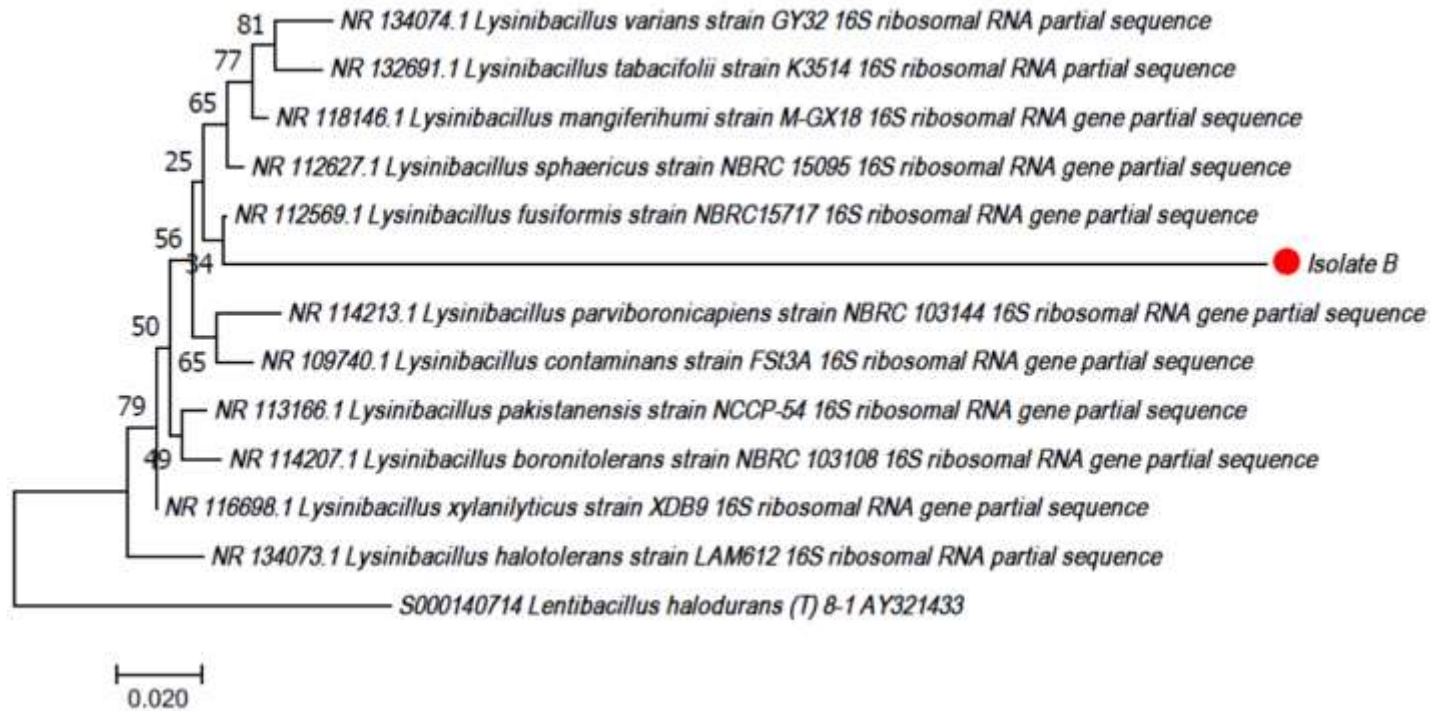 81 NR 134074.1 Lysinibacillus varians strain GY32 16S ribosomal RNA partial sequence
77 NR 132691.1 Lysinibacillus tabacifolii strain K3514 16S ribosomal RNA partial sequence
65 NR 118146.1 Lysinibacillus mangiferihumi strain M-GX18 16S ribosomal RNA gene partial sequence
25 NR 112627.1 Lysinibacillus sphaericus strain NBRC 15095 16S ribosomal RNA gene partial sequence
NR 112569.1 Lysinibacillus fusiformis strain NBRC15717 16S ribosomal RNA gene partial sequence
56
34 Isolate B
NR 114213.1 Lysinibacillus parviboronicapiens strain NBRC 103144 16S ribosomal RNA gene partial sequence
50
65 NR 109740.1 Lysinibacillus contaminans strain FSt3A 16S ribosomal RNA gene partial sequence
79 NR 113166.1 Lysinibacillus pakistanensis strain NCCP-54 16S ribosomal RNA gene partial sequence
49 NR 114207.1 Lysinibacillus boronitolerans strain NBRC 103108 16S ribosomal RNA gene partial sequence
NR 116698.1 Lysinibacillus xylanilyticus strain XDB9 16S ribosomal RNA gene partial sequence
NR 134073.1 Lysinibacillus halotolerans strain LAM612 16S ribosomal RNA partial sequence
S000140714 Lentibacillus halodurans (T) 8-1 AY321433
0.020